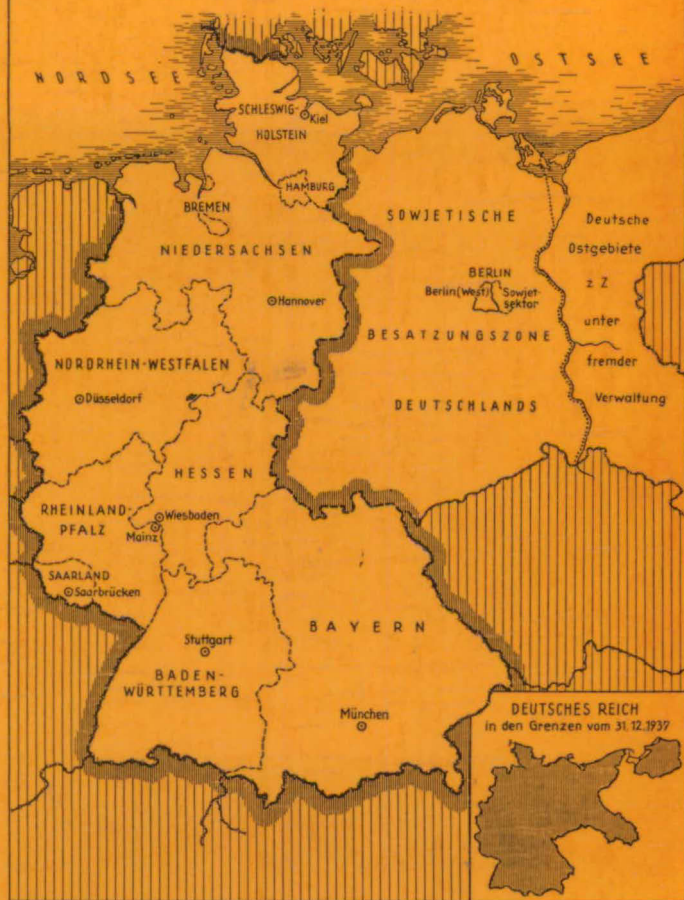 NORDSEE
OSTSEE
SCHLESWIG-
HOLSTEIN
Kiel
HAMBURG
BREMEN
NIEDERSACHSEN
Hannover
SOWJETISCHE
BERLIN
Berlin(West)
Sowjet-
sektor
BESATZUNGSZONE
DEUTSCHLANDS
Deutsche
Ostgebiete
z Z
unter
fremder
Verwaltung
NORDRHEIN-WESTFALEN
Düsseldorf
HESSEN
RHEINLAND-
PFALZ
Wiesbaden
Mainz
SAARLAND
Saarbrücken
BAYERN
Stuttgart
BADEN-
WÜRTTEMBERG
München
DEUTSCHES REICH
in den Grenzen vom 31.12.1937